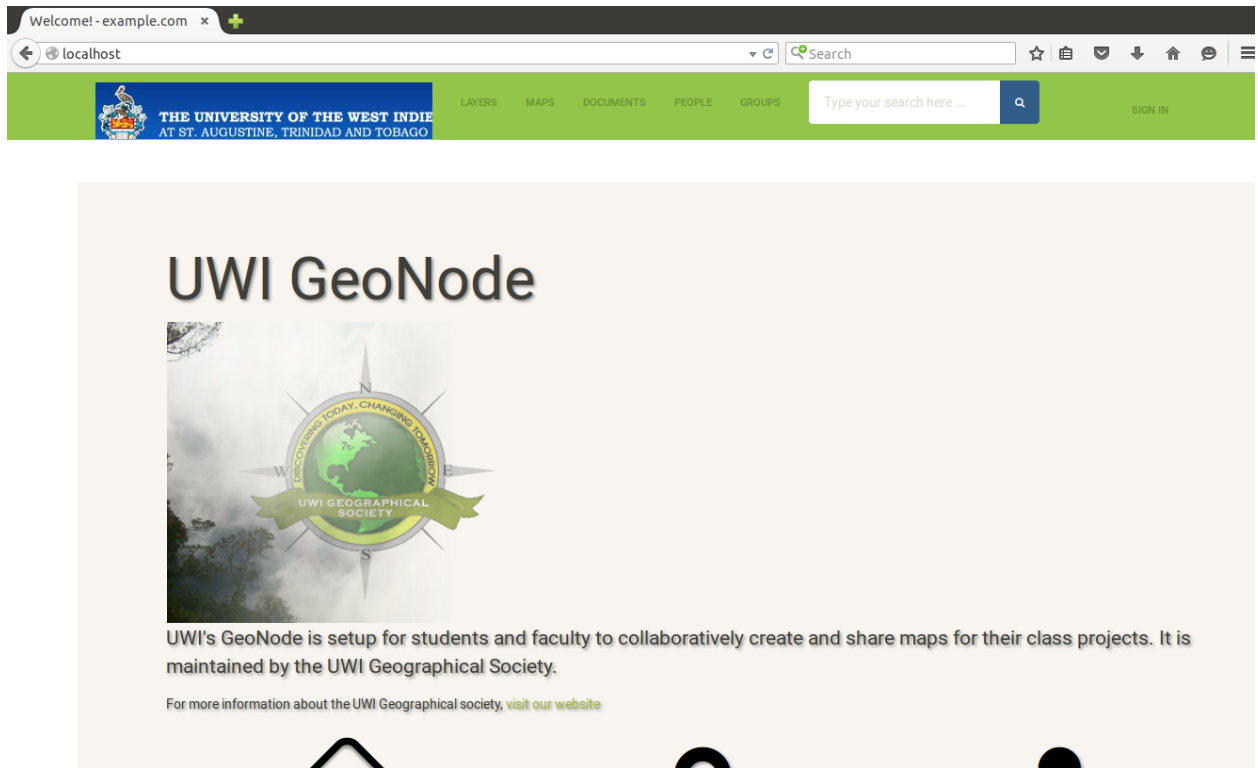 Welcome! - example.com
localhost
Search
THE UNIVERSITY OF THE WEST INDIE
AT ST. AUGUSTINE, TRINIDAD AND TOBAGO
LAYERS MAPS DOCUMENTS PEOPLE GROUPS
Type your search here ...
SIGN IN
UWI GeoNode
N
DISCOVERING TODAY, CHANGING TOMORROW
W E
UWI GEOGRAPHICAL
SOCIETY
S
UWI's GeoNode is setup for students and faculty to collaboratively create and share maps for their class projects. It is
maintained by the UWI Geographical Society.
For more information about the UWI Geographical society, visit our website